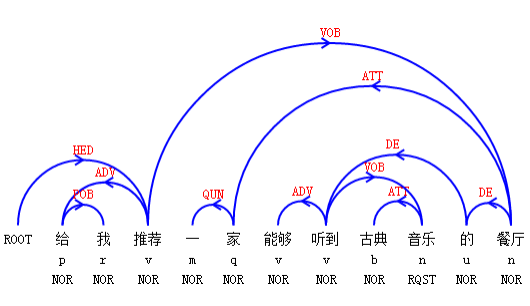 VOB
ATT
HED DE
ADV VOB
POB QUN ADV ATT DE
ROOT 给 我 推荐 一 家 能够 听到 古典 音乐 的 餐厅
p r v m q v v b n u n
NOR NOR NOR NOR NOR NOR NOR NOR RQST NOR NOR